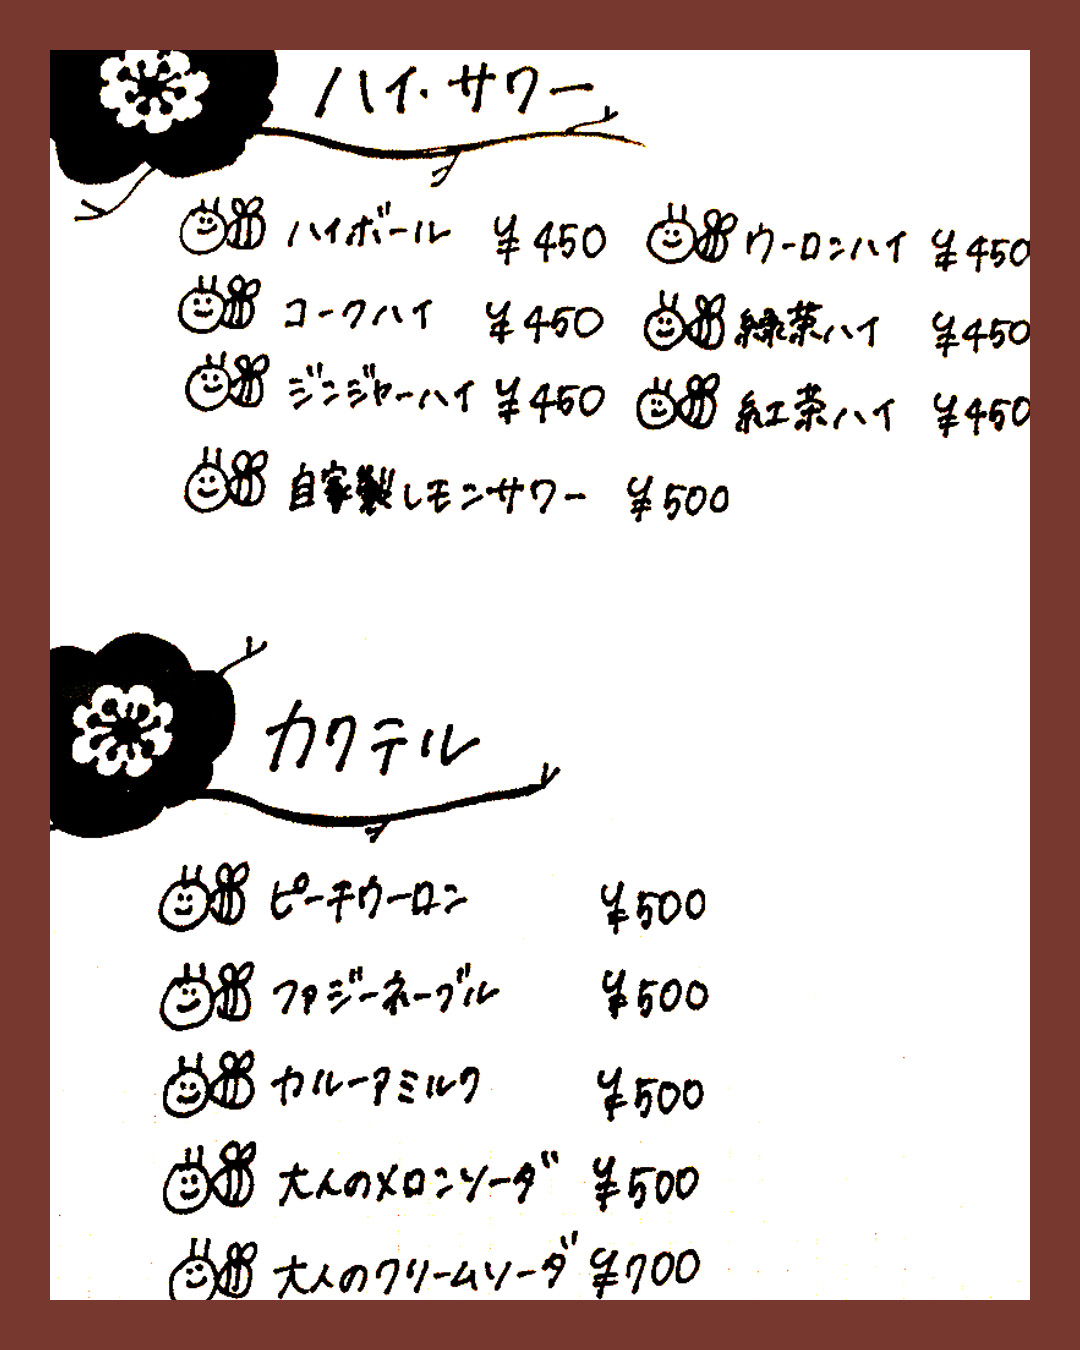 ハイ・サワー
ハイボール ¥450 ウーロンハイ ¥450
コークハイ ¥450 緑茶ハイ ¥450
ジンジャーハイ ¥450 紅茶ハイ ¥450
自家製レモンサワー ¥500
カクテル
ピーチウーロン ¥500
ファジーネーブル ¥500
カルーアミルク ¥500
大人のメロンソーダ ¥500
大人のクリームソーダ ¥700